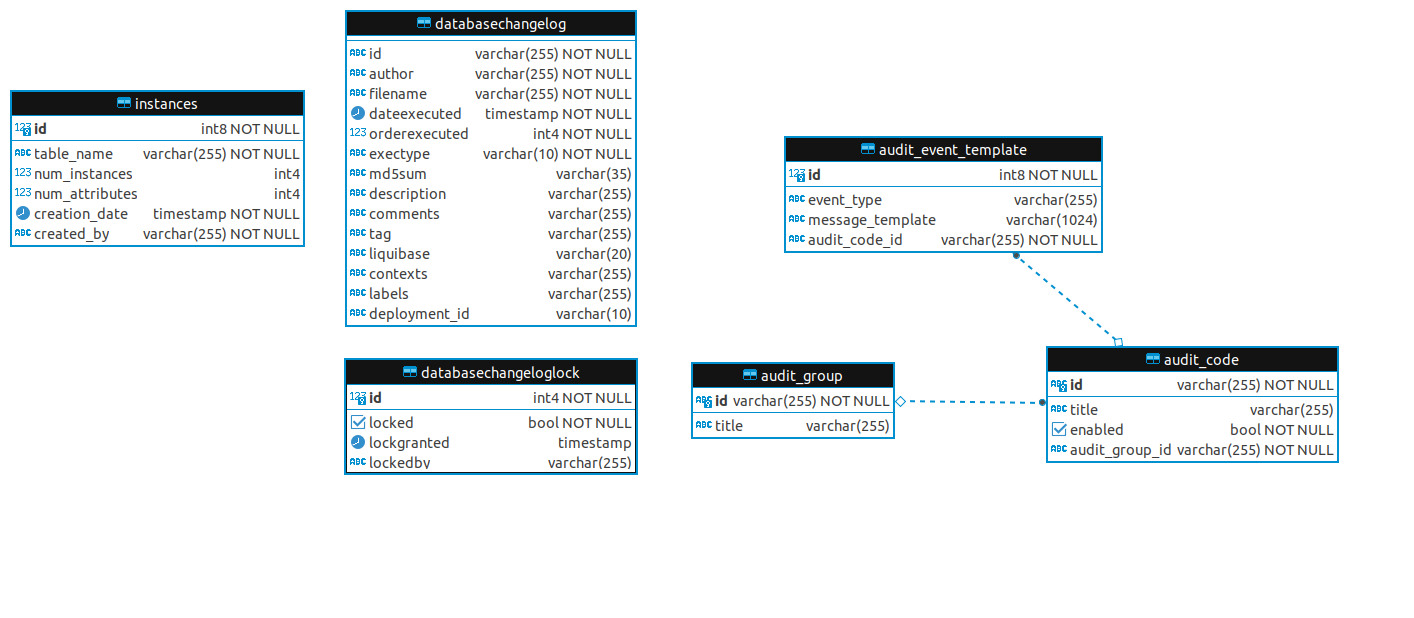 databasechangelog
id varchar(255) NOT NULL
author varchar(255) NOT NULL
filename varchar(255) NOT NULL
dateexecuted timestamp NOT NULL
orderexecuted int4 NOT NULL
exectype varchar(10) NOT NULL
md5sum varchar(35)
description varchar(255)
comments varchar(255)
tag varchar(255)
liquibase varchar(20)
contexts varchar(255)
labels varchar(255)
deployment_id varchar(10)
instances
id int8 NOT NULL
table_name varchar(255) NOT NULL
num_instances int4
num_attributes int4
creation_date timestamp NOT NULL
created_by varchar(255) NOT NULL
audit_event_template
id int8 NOT NULL
event_type varchar(255)
message_template varchar(1024)
audit_code_id varchar(255) NOT NULL
databasechangeloglock
id int4 NOT NULL
locked bool NOT NULL
lockgranted timestamp
lockedby varchar(255)
audit_group
id varchar(255) NOT NULL
title varchar(255)
audit_code
id varchar(255) NOT NULL
title varchar(255)
enabled bool NOT NULL
audit_group_id varchar(255) NOT NULL